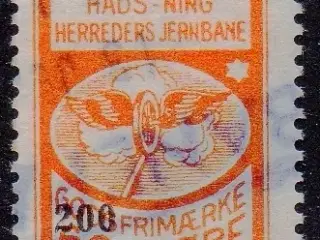 HADS - NING
HERREDERS JERNBANE
200
FRIMÆRKE